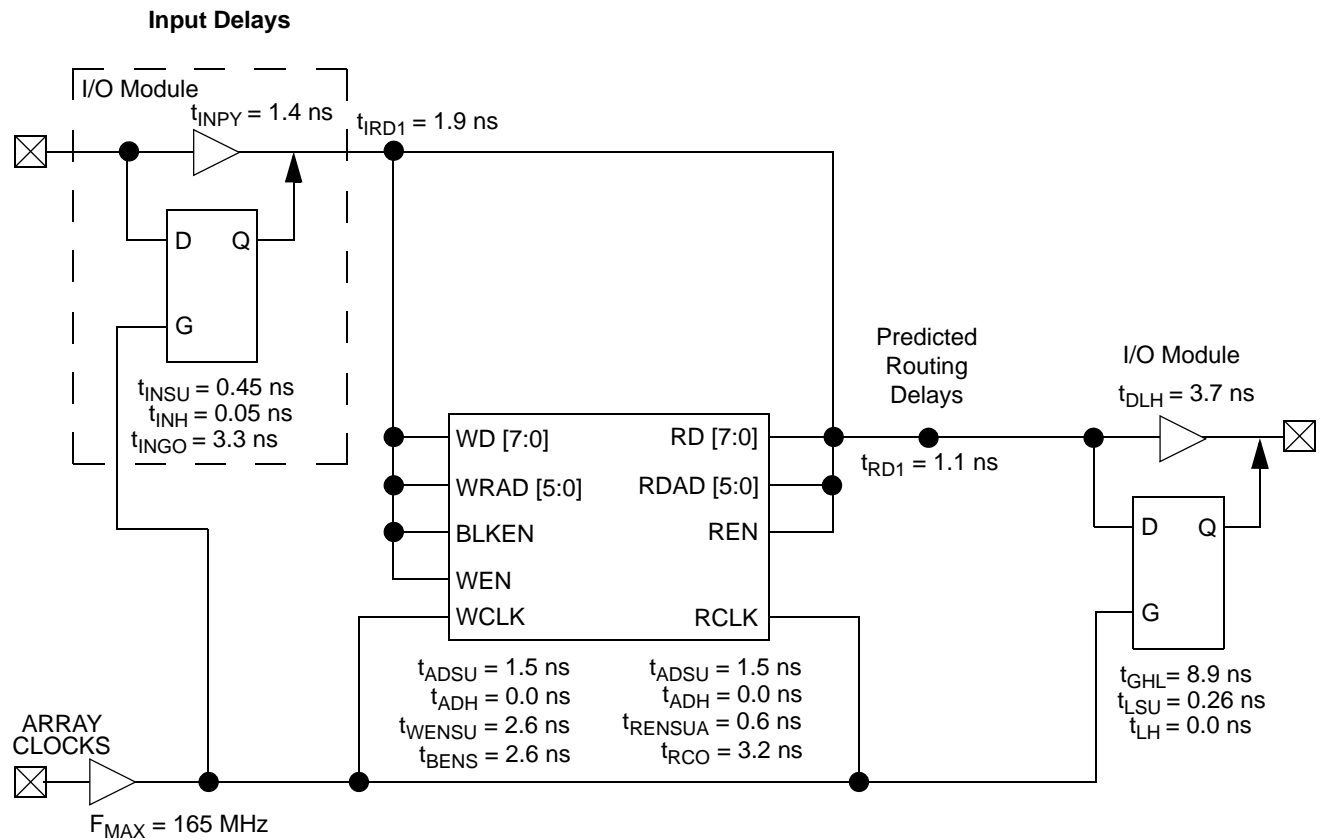 Input Delays
I/O Module
tINPY = 1.4 ns
tIRD1 = 1.9 ns
D Q
G
tINSU = 0.45 ns
tINH = 0.05 ns
tINGO = 3.3 ns
Predicted
Routing
Delays
I/O Module
tDLH = 3.7 ns
WD [7:0] RD [7:0]
tRD1 = 1.1 ns
WRAD [5:0] RDAD [5:0]
BLKEN REN
WEN
WCLK RCLK
D Q
G
tADSU = 1.5 ns
tADH = 0.0 ns
tWENSU = 2.6 ns
tBENS = 2.6 ns
tADSU = 1.5 ns
tADH = 0.0 ns
tRENSUA = 0.6 ns
tRCO = 3.2 ns
tGHL= 8.9 ns
tLSU = 0.26 ns
tLH = 0.0 ns
ARRAY
CLOCKS
FMAX = 165 MHz